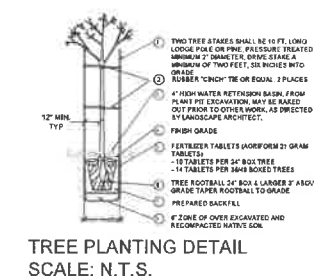 TWO TREE STAKES SHALL BE 10 FT, LONG
LODGE POLE OR PINE, PRESSURE TREATED
MINIMUM 2" DIAMETER, DRIVE STAKE A
MINIMUM OF TWO FEET, SIX INCHES INTO
GRADE
RUBBER "CINCH" TIE OR EQUAL, 2 PLACES
4" HIGH WATER RETENSION BASIN, FROM
PLANT PIT EXCAVATION, MAY BE RAKED
OUT PRIOR TO OTHER WORK, AS DIRECTED
BY LANDSCAPE ARCHITECT.
12" MIN.
TYP
FINISH GRADE
FERTILIZER TABLETS (AGRIFORM 21 GRAM
TABLETS)
- 10 TABLETS PER 24" BOX TREE
- 14 TABLETS PER 36/48 BOXED TREES
TREE ROOTBALL 24" BOX & LARGER 3" ABOV
GRADE TAPER ROOTBALL TO GRADE
PREPARED BACKFILL
6" ZONE OF OVER EXCAVATED AND
RECOMPACTED NATIVE SOIL
TREE PLANTING DETAIL
SCALE: N.T.S.